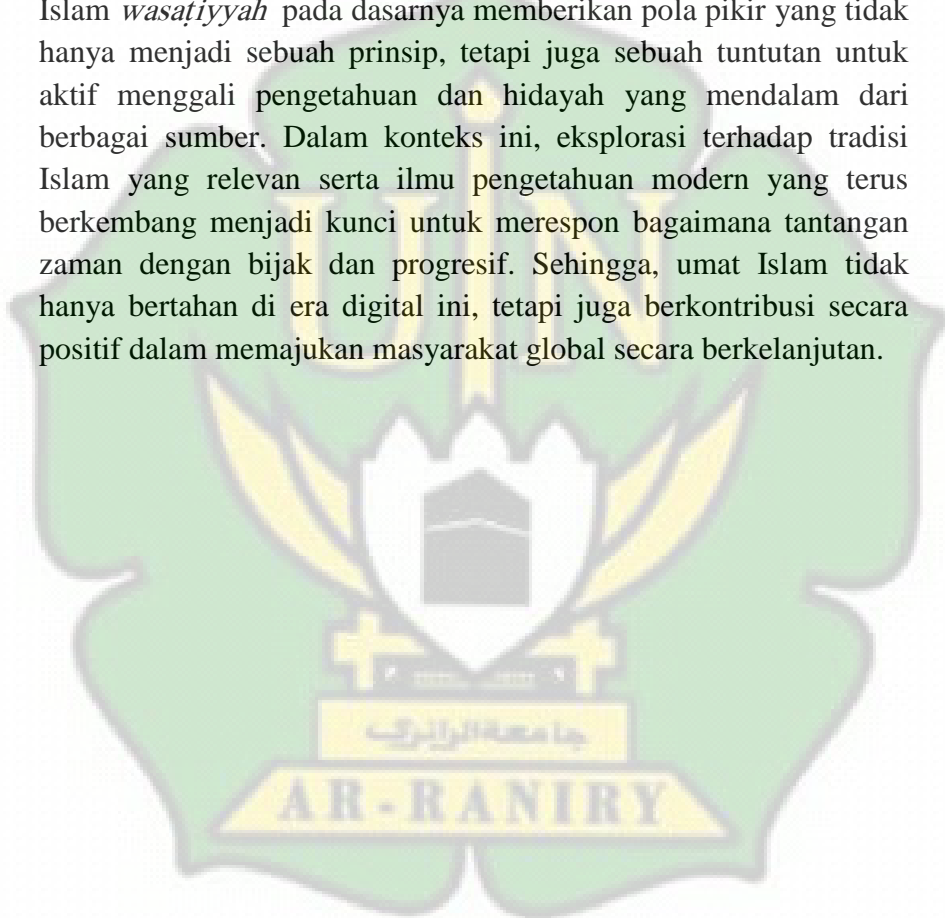 Islam wasaṭiyyah pada dasarnya memberikan pola pikir yang tidak
hanya menjadi sebuah prinsip, tetapi juga sebuah tuntutan untuk
aktif menggali pengetahuan dan hidayah yang mendalam dari
berbagai sumber. Dalam konteks ini, eksplorasi terhadap tradisi
Islam yang relevan serta ilmu pengetahuan modern yang terus
berkembang menjadi kunci untuk merespon bagaimana tantangan
zaman dengan bijak dan progresif. Sehingga, umat Islam tidak
hanya bertahan di era digital ini, tetapi juga berkontribusi secara
positif dalam memajukan masyarakat global secara berkelanjutan.
UIN
جامعة الرانري
AR-RANIRY